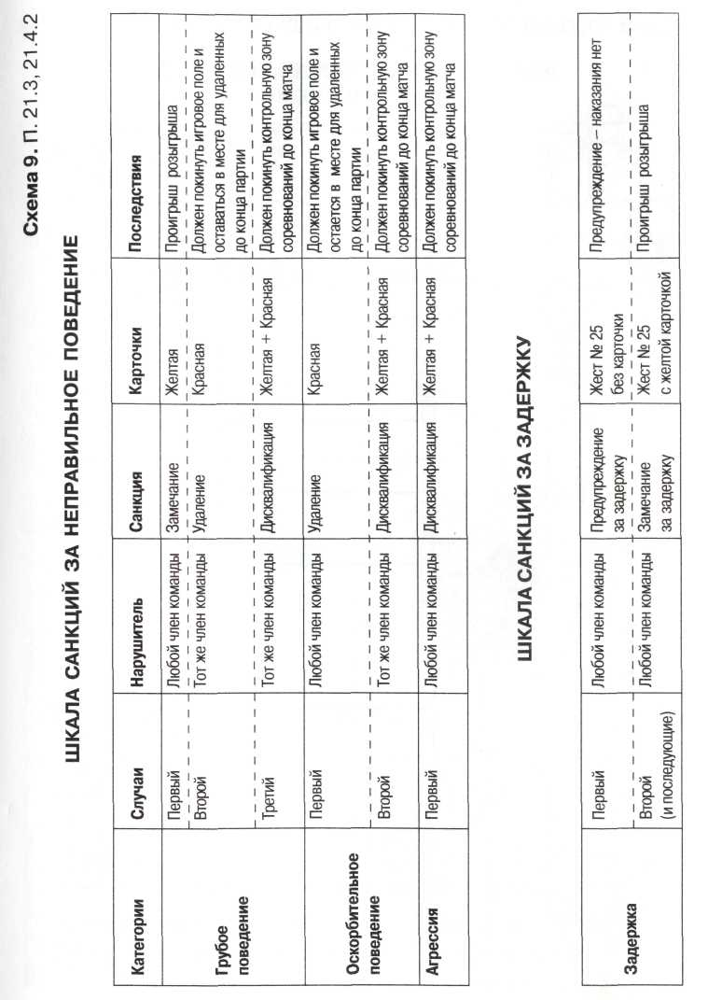 Схема 9. П. 21.3, 21.4.2
ШКАЛА САНКЦИЙ ЗА НЕПРАВИЛЬНОЕ ПОВЕДЕНИЕ
Категории Случаи Нарушитель Санкция Карточки Последствия
Грубое поведение Первый Любой член команды Замечание Желтая Проигрыш розыгрыша
Второй Тот же член команды Удаление Красная Должен покинуть игровое поле и
оставаться в месте для удаленных
до конца партии
Третий Тот же член команды Дисквалификация Желтая + Красная Должен покинуть контрольную зону
соревнований до конца матча
Оскорбительное поведение Первый Любой член команды Удаление Красная Должен покинуть игровое поле и
остается в месте для удаленных
до конца партии
Второй Тот же член команды Дисквалификация Желтая + Красная Должен покинуть контрольную зону
соревнований до конца матча
Агрессия Первый Любой член команды Дисквалификация Желтая + Красная Должен покинуть контрольную зону
соревнований до конца матча
ШКАЛА САНКЦИЙ ЗА ЗАДЕРЖКУ
Задержка Первый Любой член команды Предупреждение Жест № 25 Предупреждение – наказания нет
за задержку без карточки
Второй Любой член команды Замечание Жест № 25 Проигрыш розыгрыша
(и последующие) за задержку с желтой карточкой